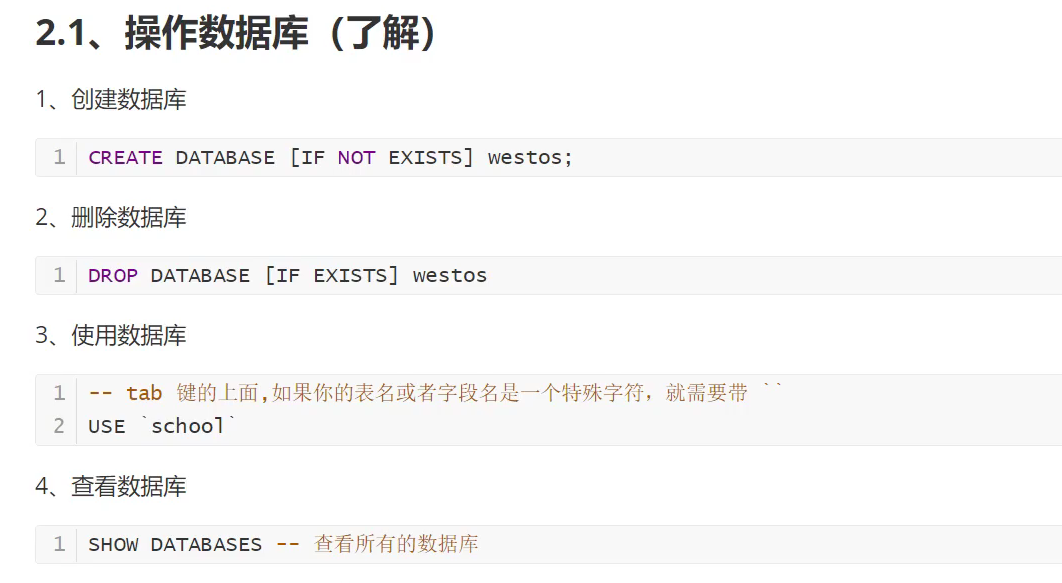 2.1、操作数据库（了解）
1、创建数据库
1 CREATE DATABASE [IF NOT EXISTS] westos;
2、删除数据库
1 DROP DATABASE [IF EXISTS] westos
3、使用数据库
1 -- tab 键的上面,如果你的表名或者字段名是一个特殊字符，就需要带 ``
2 USE `school`
4、查看数据库
1 SHOW DATABASES -- 查看所有的数据库